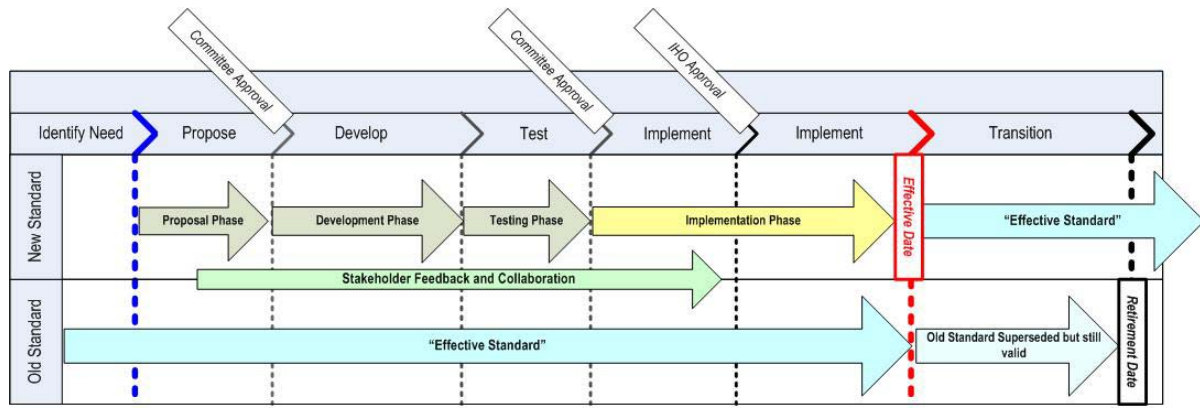 Committee Approval
Committee Approval
IHO Approval
Identify Need
Propose
Develop
Test
Implement
Implement
Transition
New Standard
Proposal Phase
Development Phase
Testing Phase
Implementation Phase
Effective Date
“Effective Standard”
Stakeholder Feedback and Collaboration
Old Standard
“Effective Standard”
Old Standard Superseded but still
valid
Retirement Date